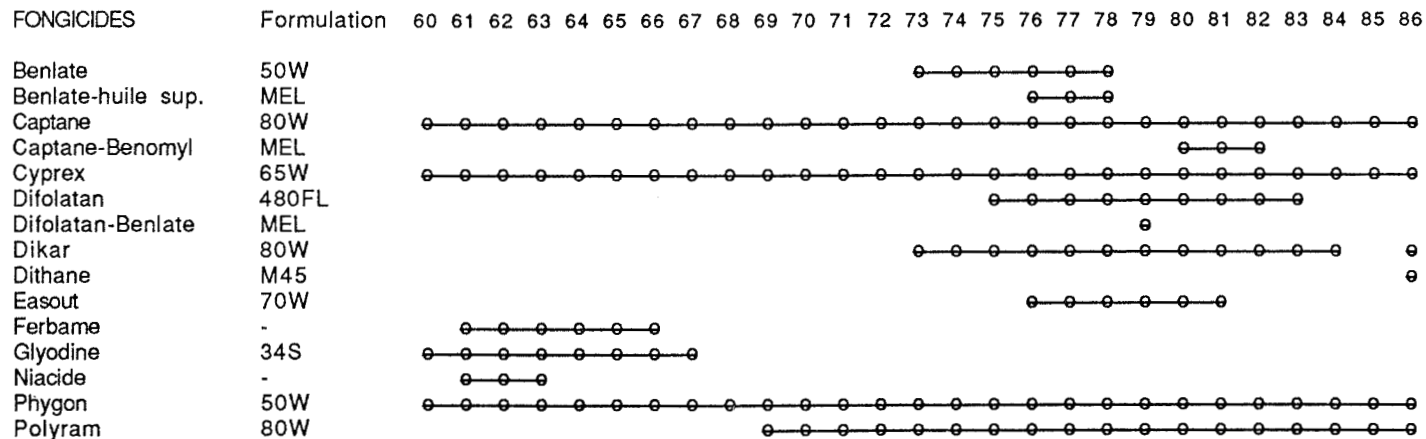 FONGICIDES Formulation 60 61 62 63 64 65 66 67 68 69 70 71 72 73 74 75 76 77 78 79 80 81 82 83 84 85 86
Benlate 50W
Benlate-huile sup. MEL
Captane 80W
Captane-Benomyl MEL
Cyprex 65W
Difolatan 480FL
Difolatan-Benlate MEL
Dikar 80W
Dithane M45
Easout 70W
Ferbame -
Glyodine 34S
Niacide -
Phygon 50W
Polyram 80W